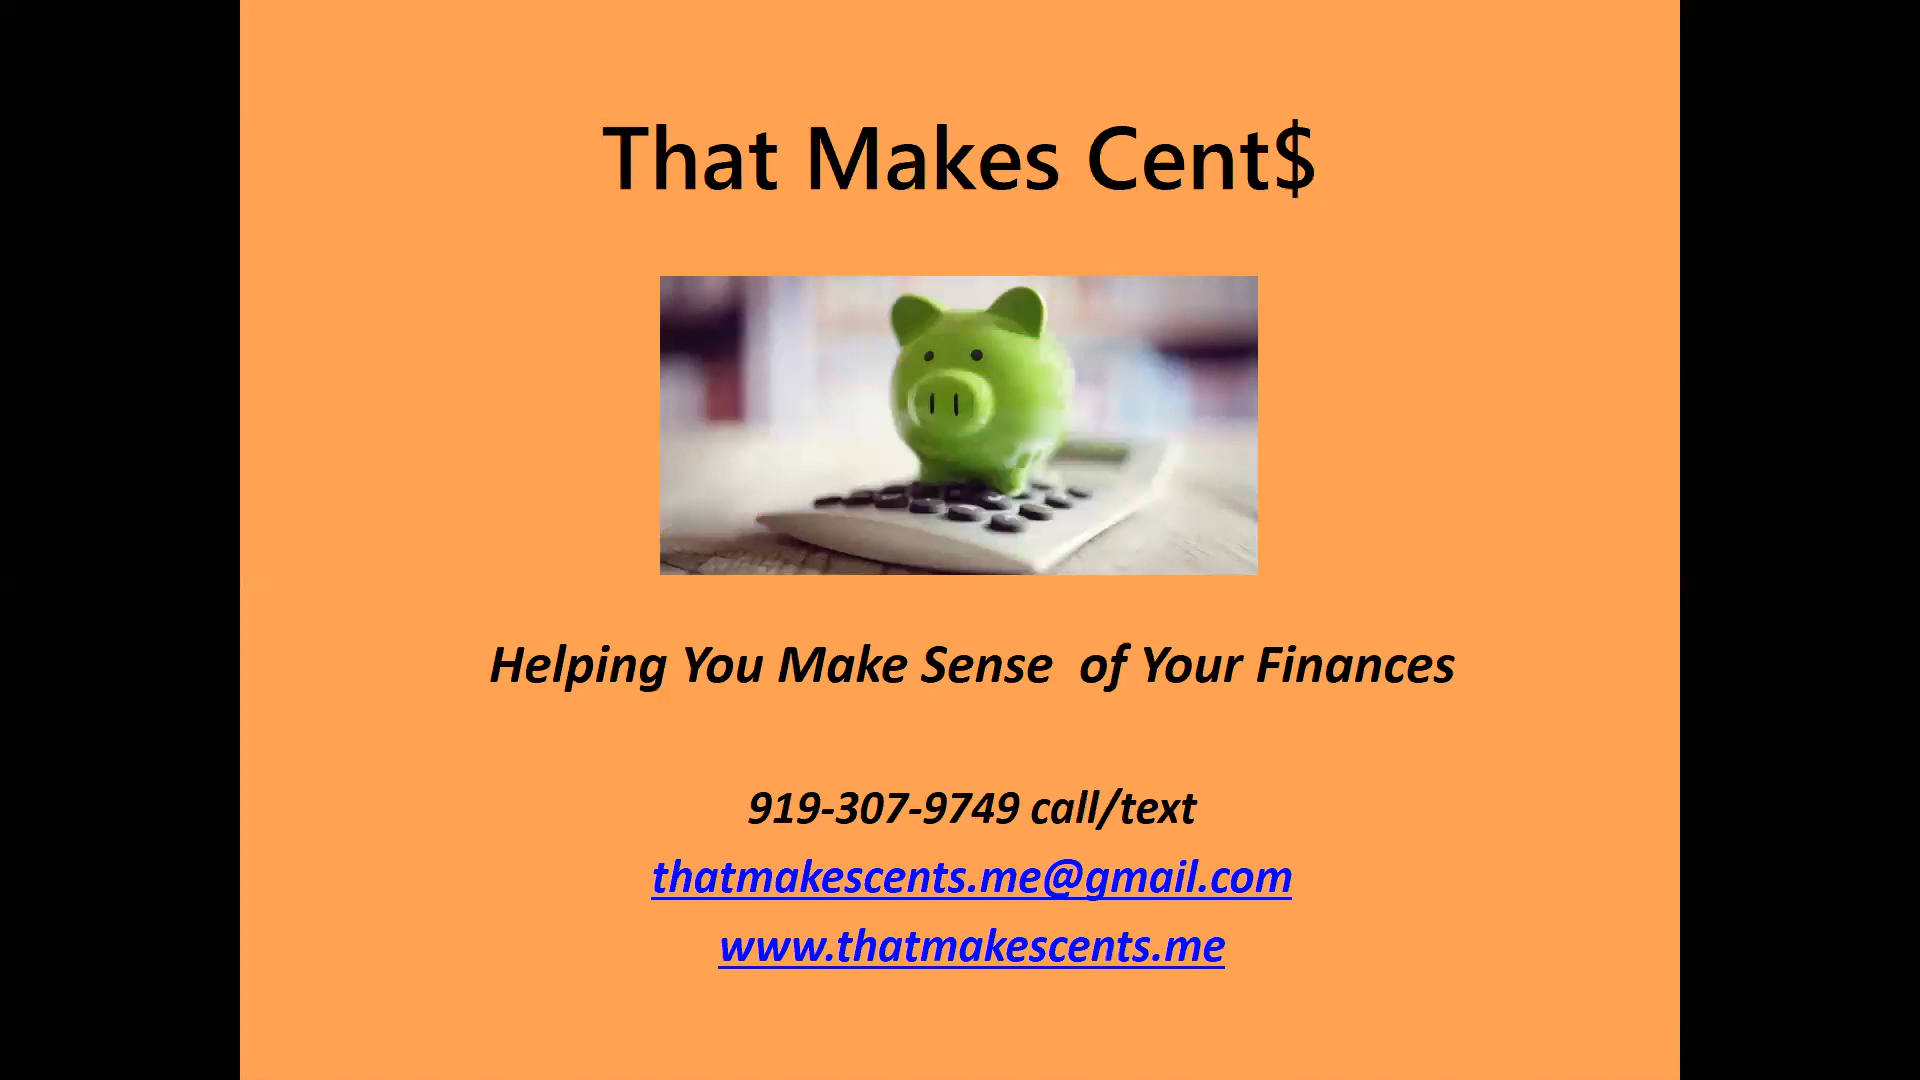 That Makes Cent$
Helping You Make Sense of Your Finances
919-307-9749 call/text
thatmakescents.me@gmail.com
www.thatmakescents.me